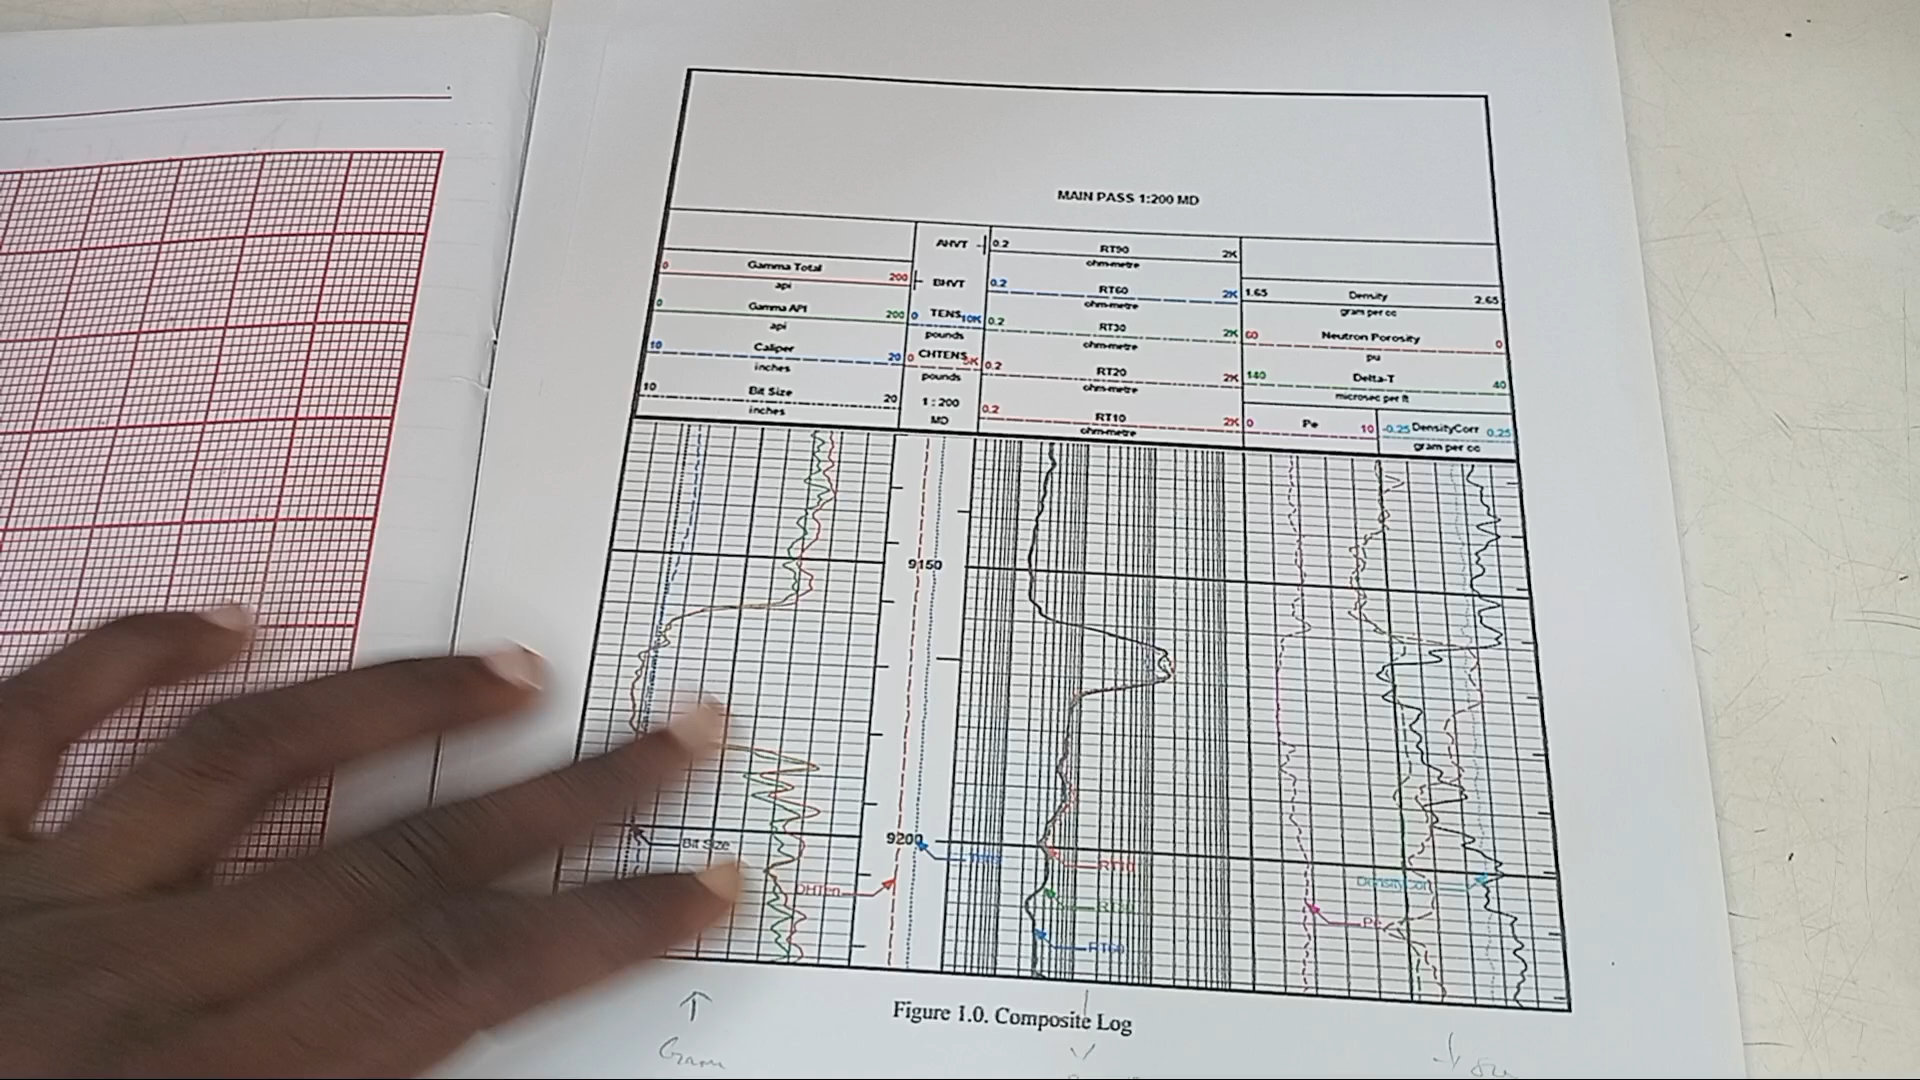 MAIN PASS 1:200 MD
0 Gamma Total 200
api
0 Gamma API 200
api
10 Caliper 20
inches
10 Bit Size 20
inches
AHVT
BHVT
0 TENS 10K
pounds
0 CHTENS 5K
pounds
1 : 200
MD
0.2 RT90 2K
ohm-metre
0.2 RT60 2K
ohm-metre
0.2 RT30 2K
ohm-metre
0.2 RT20 2K
ohm-metre
0.2 RT10 2K
ohm-metre
1.65 Density 2.65
gram per cc
60 Neutron Porosity 0
pu
140 Delta-T 40
microsec per ft
0 Pe 10
-0.25 DensityCorr 0.25
gram per cc
9150
9200
Bit Size
RT10
DensityCorr
Pe
RT60
Figure 1.0. Composite Log